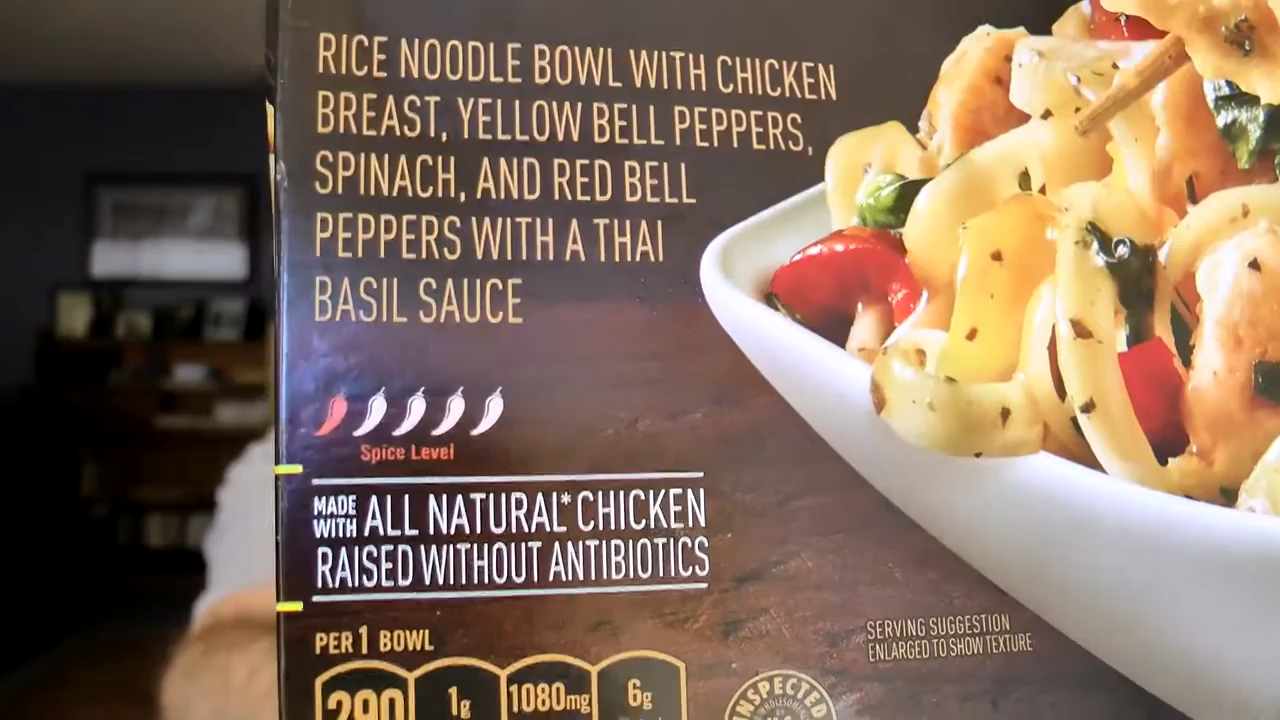 RICE NOODLE BOWL WITH CHICKEN
BREAST, YELLOW BELL PEPPERS,
SPINACH, AND RED BELL
PEPPERS WITH A THAI
BASIL SAUCE
Spice Level
MADE WITH ALL NATURAL* CHICKEN
RAISED WITHOUT ANTIBIOTICS
PER 1 BOWL
290 1g 1080mg 6g
INSPECTED
SERVING SUGGESTION
ENLARGED TO SHOW TEXTURE